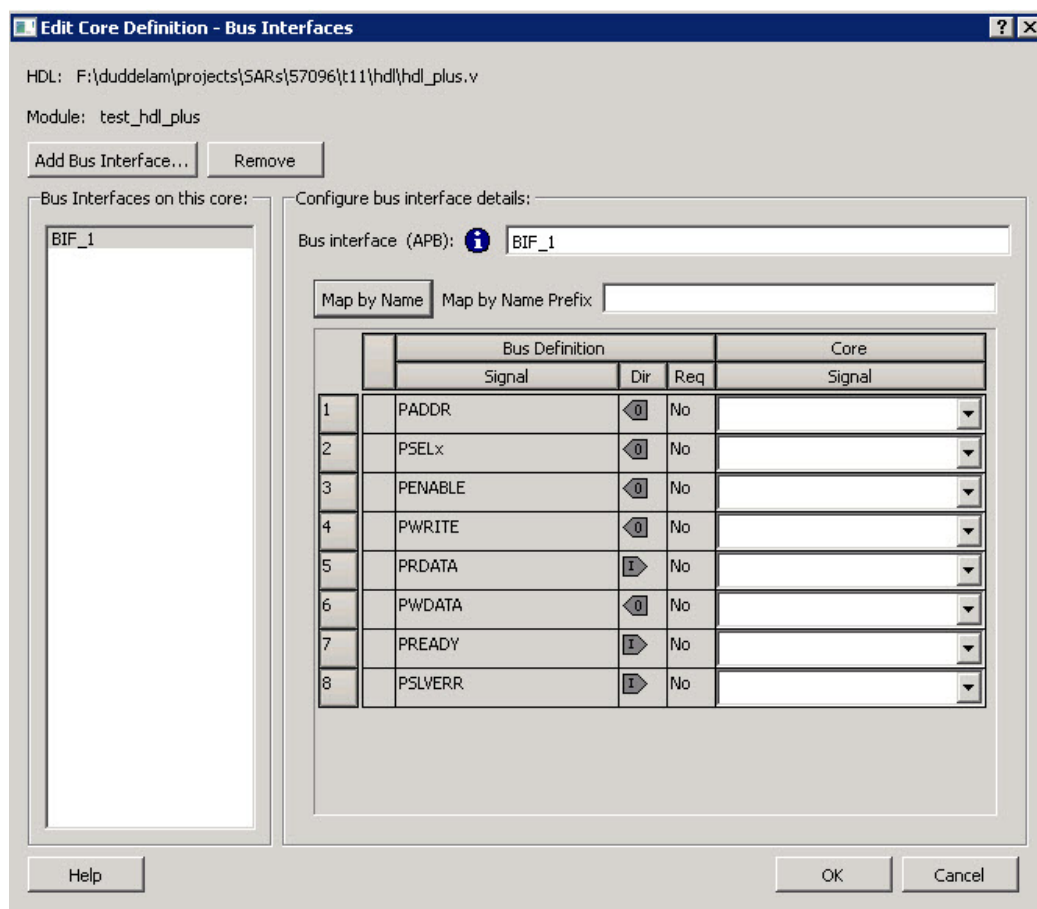 Edit Core Definition - Bus Interfaces
HDL: F:\duddelam\projects\SARs\57096\t11\hdl\hdl_plus.v
Module: test_hdl_plus
Add Bus Interface... Remove
Bus Interfaces on this core:
BIF_1
Configure bus interface details:
Bus interface (APB): BIF_1
Map by Name Map by Name Prefix
Bus Definition Core
Signal Dir Req Signal
1 PADDR O No
2 PSELx O No
3 PENABLE O No
4 PWRITE O No
5 PRDATA I No
6 PWDATA O No
7 PREADY I No
8 PSLVERR I No
Help OK Cancel